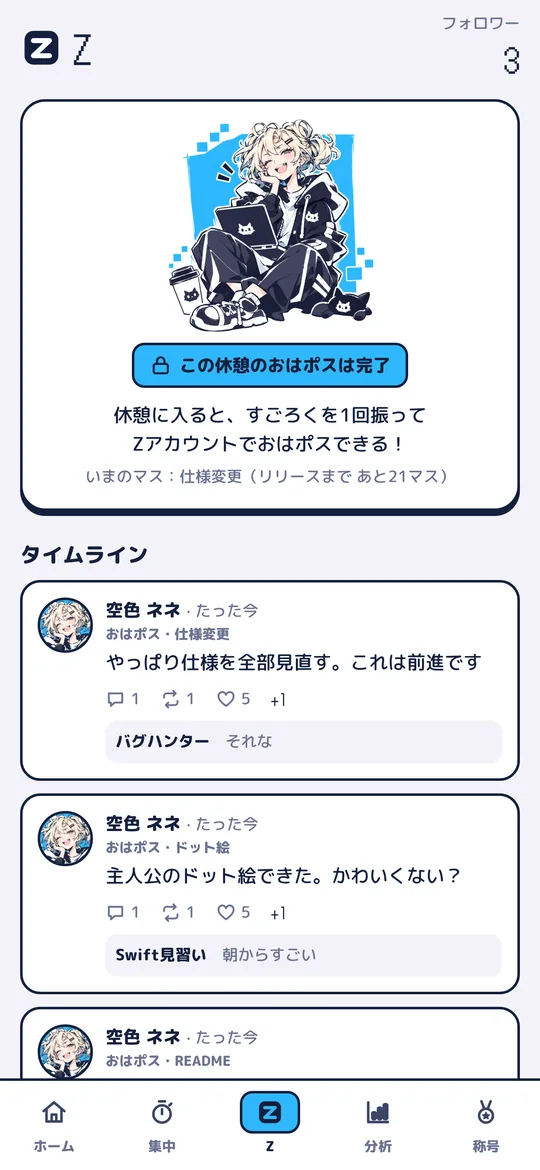 Z Z
フォロワー
3
この休憩のおはポスは完了
休憩に入ると、すごろくを1回振って
Zアカウントでおはポスできる！
いまのマス：仕様変更（リリースまで あと21マス）
タイムライン
空色 ネネ · たった今
おはポス・仕様変更
やっぱり仕様を全部見直す。これは前進です
1 1 5 +1
バグハンター それな
空色 ネネ · たった今
おはポス・ドット絵
主人公のドット絵できた。かわいくない？
1 1 5 +1
Swift見習い 朝からすごい
空色 ネネ · たった今
おはポス・README
ホーム 集中 Z Z 分析 称号